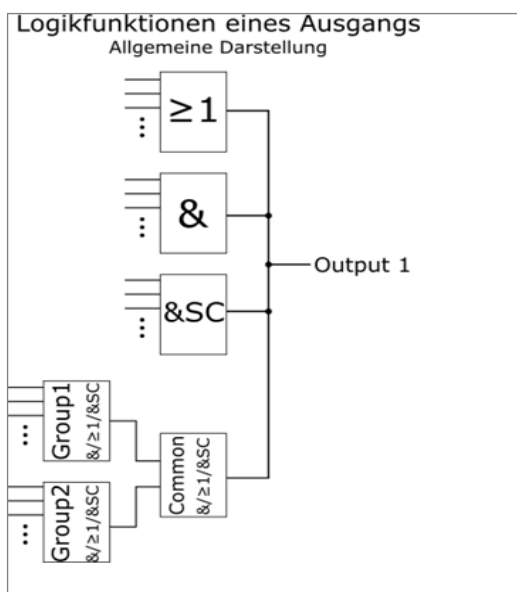 Logikfunktionen eines Ausgangs
Allgemeine Darstellung
≥1
&
Output 1
&SC
Group1
&/≥1/&SC
Common
&/≥1/&SC
Group2
&/≥1/&SC